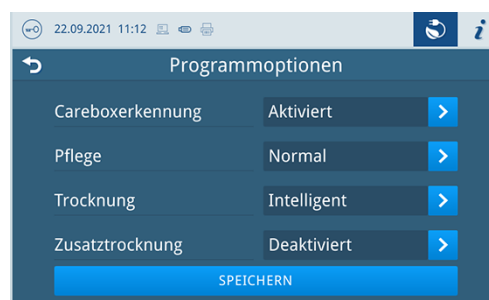 22.09.2021 11:12
i
Programmoptionen
Careboxerkennung Aktiviert
Pflege Normal
Trocknung Intelligent
Zusatztrocknung Deaktiviert
SPEICHERN